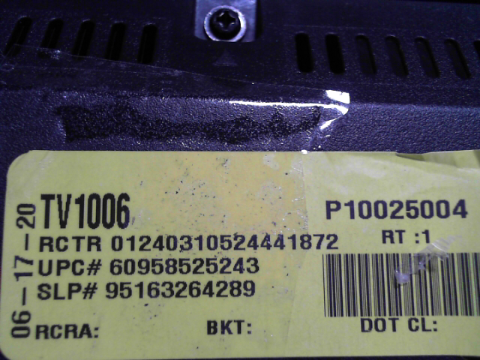 TV1006
P10025004
RCTR 01240310524441872
RT :1
UPC# 60958525243
SLP# 95163264289
RCRA:
BKT:
DOT CL:
06-17-20